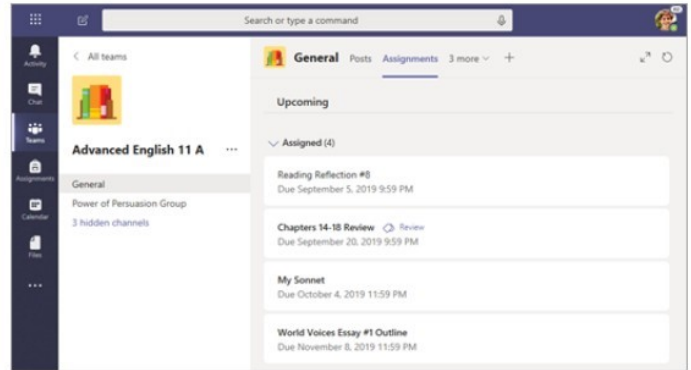 Search or type a command
Activity
Chat
Teams
Assignments
Calendar
Files
All teams
Advanced English 11 A
General
Power of Persuasion Group
3 hidden channels
General Posts Assignments 3 more
Upcoming
Assigned (4)
Reading Reflection #8
Due September 5, 2019 9:59 PM
Chapters 14-18 Review Review
Due September 20, 2019 9:59 PM
My Sonnet
Due October 4, 2019 11:59 PM
World Voices Essay #1 Outline
Due November 8, 2019 11:59 PM